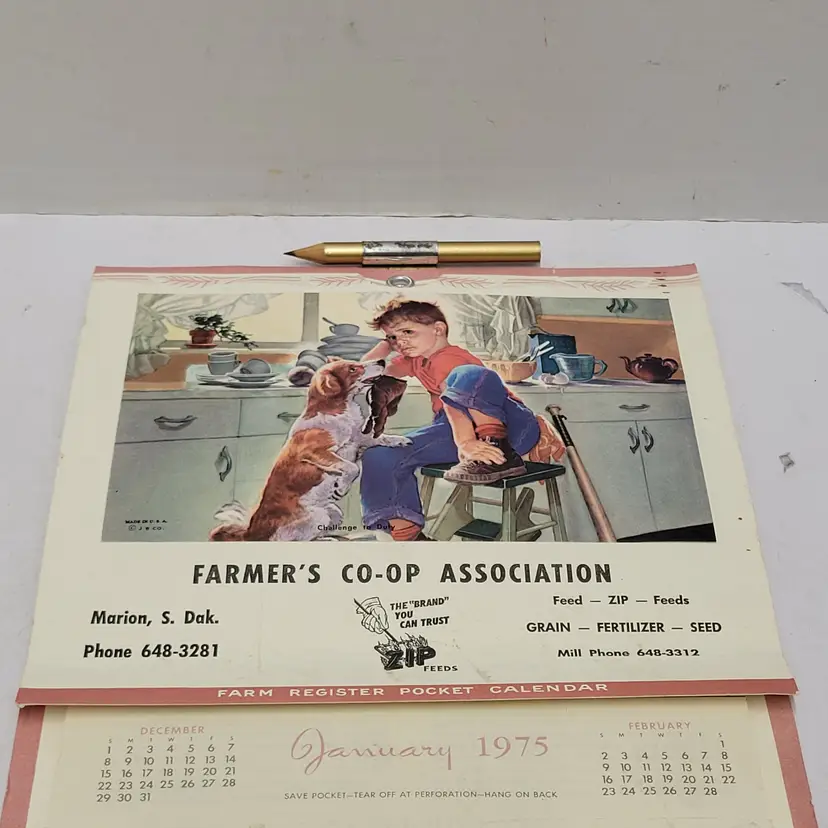 MADE IN U.S.A.
© J B CO.
Challenge to Duty
FARMER'S CO-OP ASSOCIATION
Marion, S. Dak.
Phone 648-3281
THE "BRAND"
YOU
CAN TRUST
ZIP
FEEDS
Feed — ZIP — Feeds
GRAIN — FERTILIZER — SEED
Mill Phone 648-3312
FARM REGISTER POCKET CALENDAR
DECEMBER
S M T W T F S
1 2 3 4 5 6 7
8 9 10 11 12 13 14
15 16 17 18 19 20 21
22 23 24 25 26 27 28
29 30 31
January 1975
SAVE POCKET—TEAR OFF AT PERFORATION—HANG ON BACK
FEBRUARY
S M T W T F S
1
2 3 4 5 6 7 8
9 10 11 12 13 14 15
16 17 18 19 20 21 22
23 24 25 26 27 28